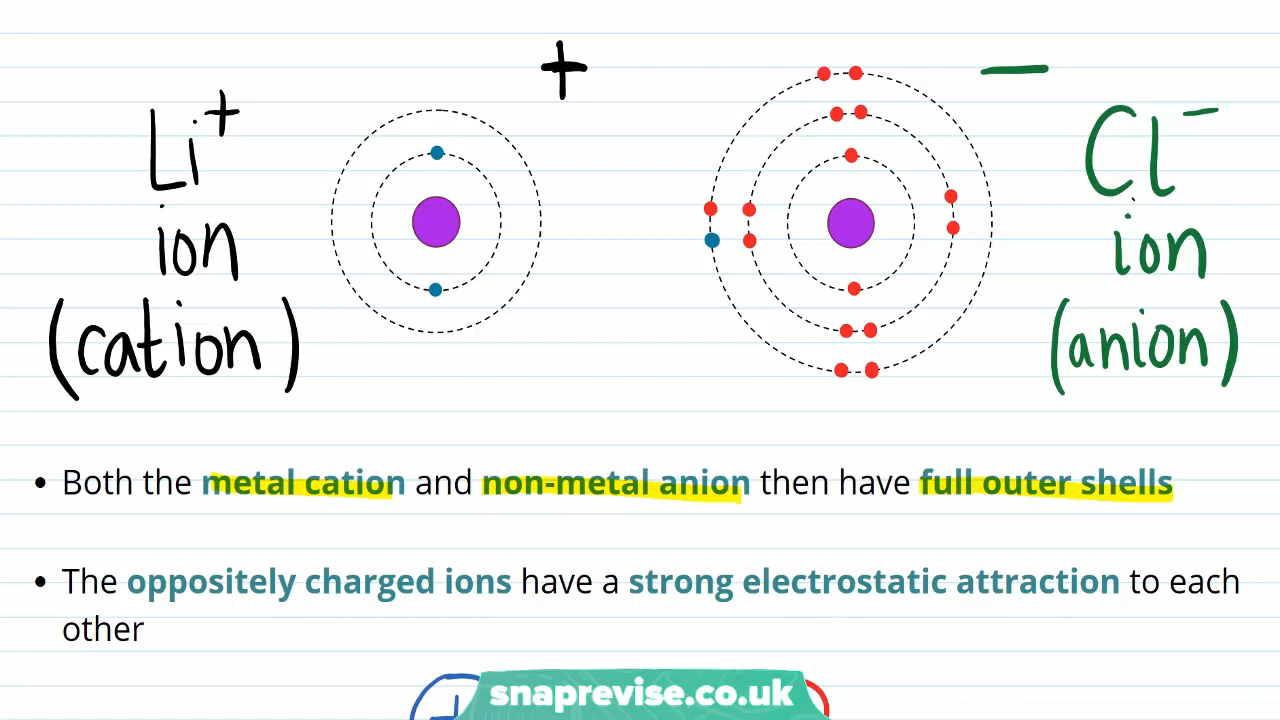 +
−
Li⁺
Cl⁻
ion
ion
(cation)
(anion)
• Both the metal cation and non-metal anion then have full outer shells
• The oppositely charged ions have a strong electrostatic attraction to each
other
snaprevise.co.uk